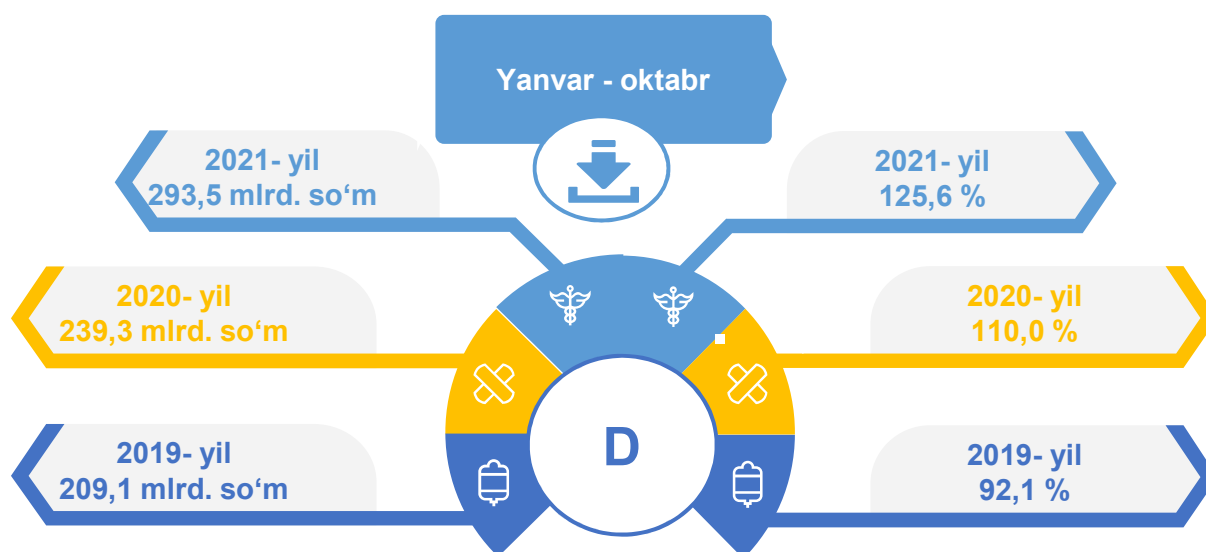 Yanvar - oktabr
2021- yil
293,5 mlrd. so‘m
2021- yil
125,6 %
2020- yil
239,3 mlrd. so‘m
2020- yil
110,0 %
2019- yil
209,1 mlrd. so‘m
2019- yil
92,1 %
D